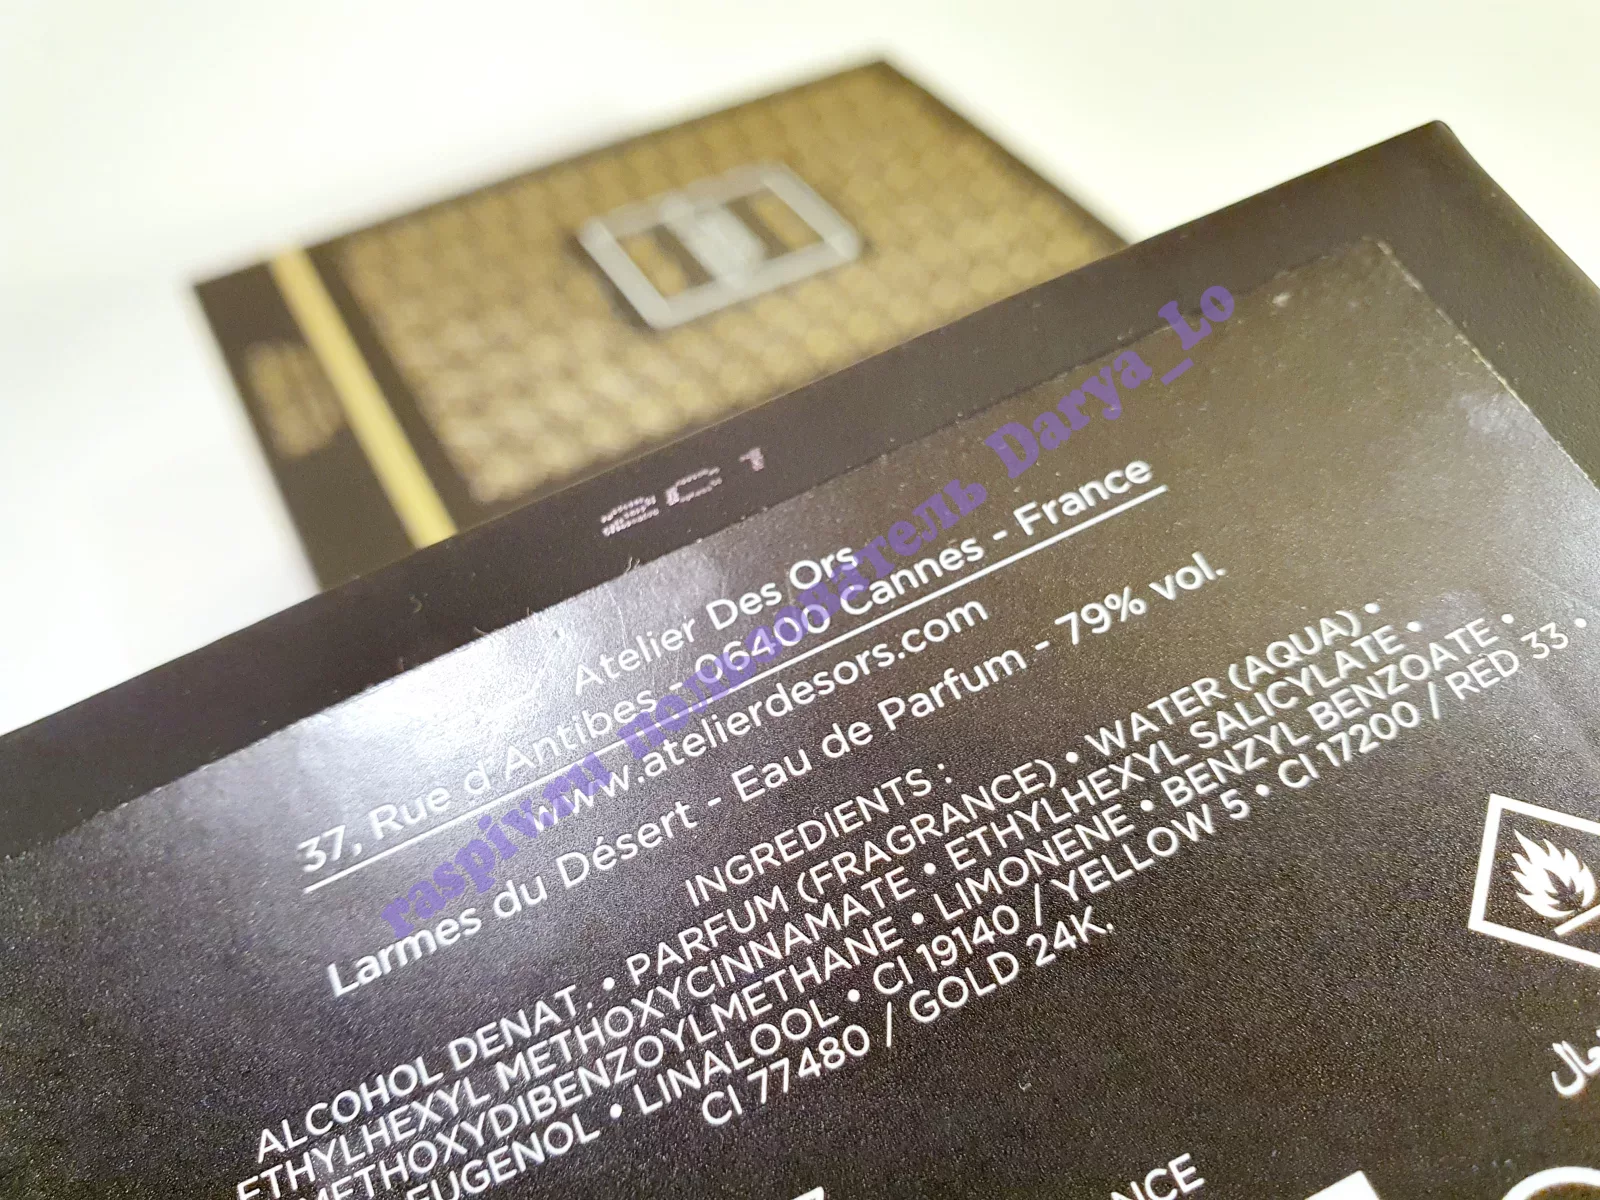 2C1
Atelier Des Ors
37, Rue d'Antibes - 06400 Cannes - France
www.atelierdesors.com
Larmes du Désert - Eau de Parfum - 79% vol.
INGREDIENTS :
ALCOHOL DENAT. • PARFUM (FRAGRANCE) • WATER (AQUA) •
ETHYLHEXYL METHOXYCINNAMATE • ETHYLHEXYL SALICYLATE •
METHOXYDIBENZOYLMETHANE • LIMONENE • BENZYL BENZOATE •
EUGENOL • LINALOOL • CI 19140 / YELLOW 5 • CI 17200 / RED 33 •
CI 77480 / GOLD 24K.
raspiv.ru пользователь Darya_Lo